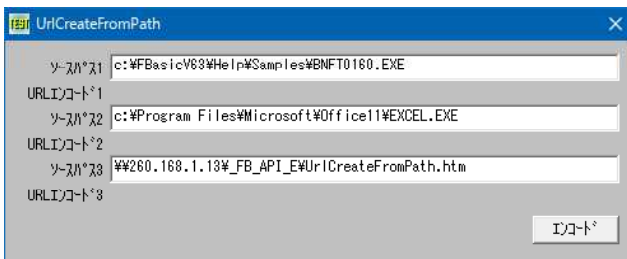 TEST UrlCreateFromPath
ｿｰｽﾊﾟｽ1 c:¥FBasicV63¥Help¥Samples¥BNFT0160.EXE
URLｴﾝｺｰﾄﾞ1
ｿｰｽﾊﾟｽ2 c:¥Program Files¥Microsoft¥Office11¥EXCEL.EXE
URLｴﾝｺｰﾄﾞ2
ｿｰｽﾊﾟｽ3 ¥¥260.168.1.13¥_FB_API_E¥UrlCreateFromPath.htm
URLｴﾝｺｰﾄﾞ3
ｴﾝｺｰﾄﾞ